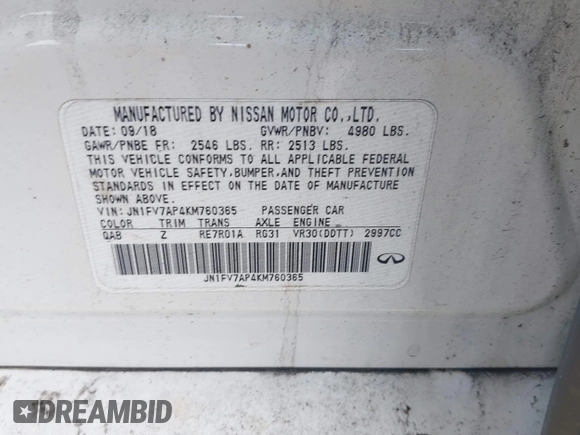 MANUFACTURED BY NISSAN MOTOR CO.,LTD.
DATE: 09/18 GVWR/PNBV: 4980 LBS.
GAWR/PNBE FR: 2546 LBS. RR: 2513 LBS.
THIS VEHICLE CONFORMS TO ALL APPLICABLE FEDERAL
MOTOR VEHICLE SAFETY,BUMPER,AND THEFT PREVENTION
STANDARDS IN EFFECT ON THE DATE OF MANUFACTURE
SHOWN ABOVE.
VIN: JN1FV7AP4KM760365 PASSENGER CAR
COLOR TRIM TRANS AXLE ENGINE
QAB Z RE7R01A RG31 VR30(DDTT) 2997CC
JN1FV7AP4KM760365
DREAMBID